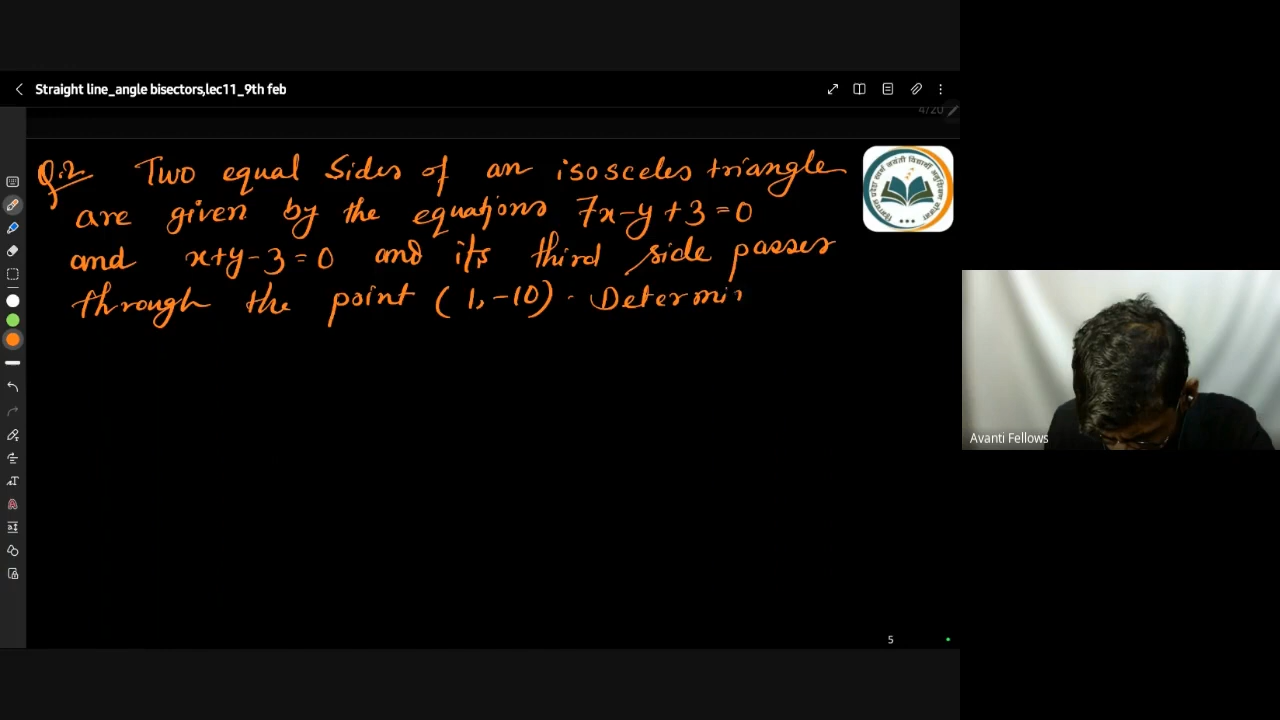 Straight line_angle bisectors,lec11_9th feb
4/20
Q.2 Two equal sides of an isosceles triangle
are given by the equations 7x-y+3=0
and x+y-3=0 and its third side passes
through the point (1,-10). Determin
Avanti Fellows
5